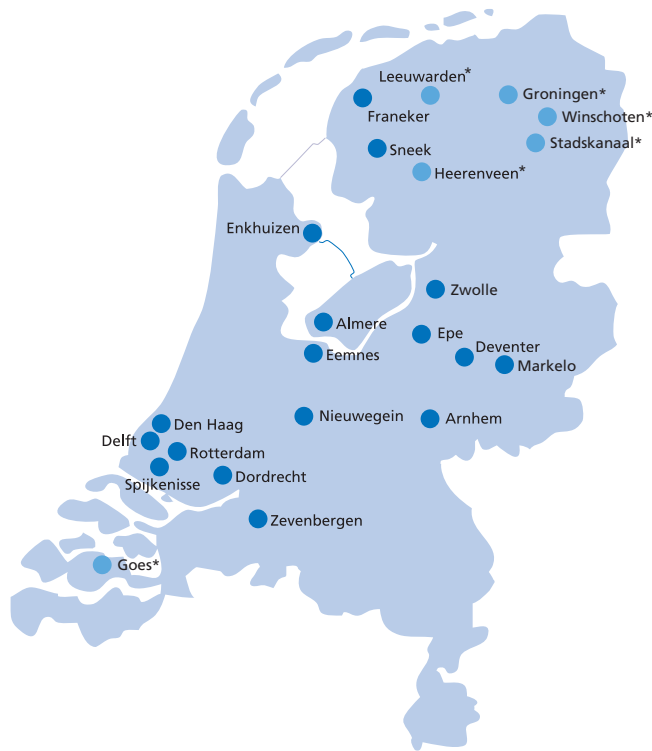 Leeuwarden*
Groningen*
Franeker
Winschoten*
Stadskanaal*
Sneek
Heerenveen*
Enkhuizen
Zwolle
Almere
Epe
Deventer
Eemnes
Markelo
Nieuwegein
Arnhem
Den Haag
Delft
Rotterdam
Spijkenisse
Dordrecht
Zevenbergen
Goes*